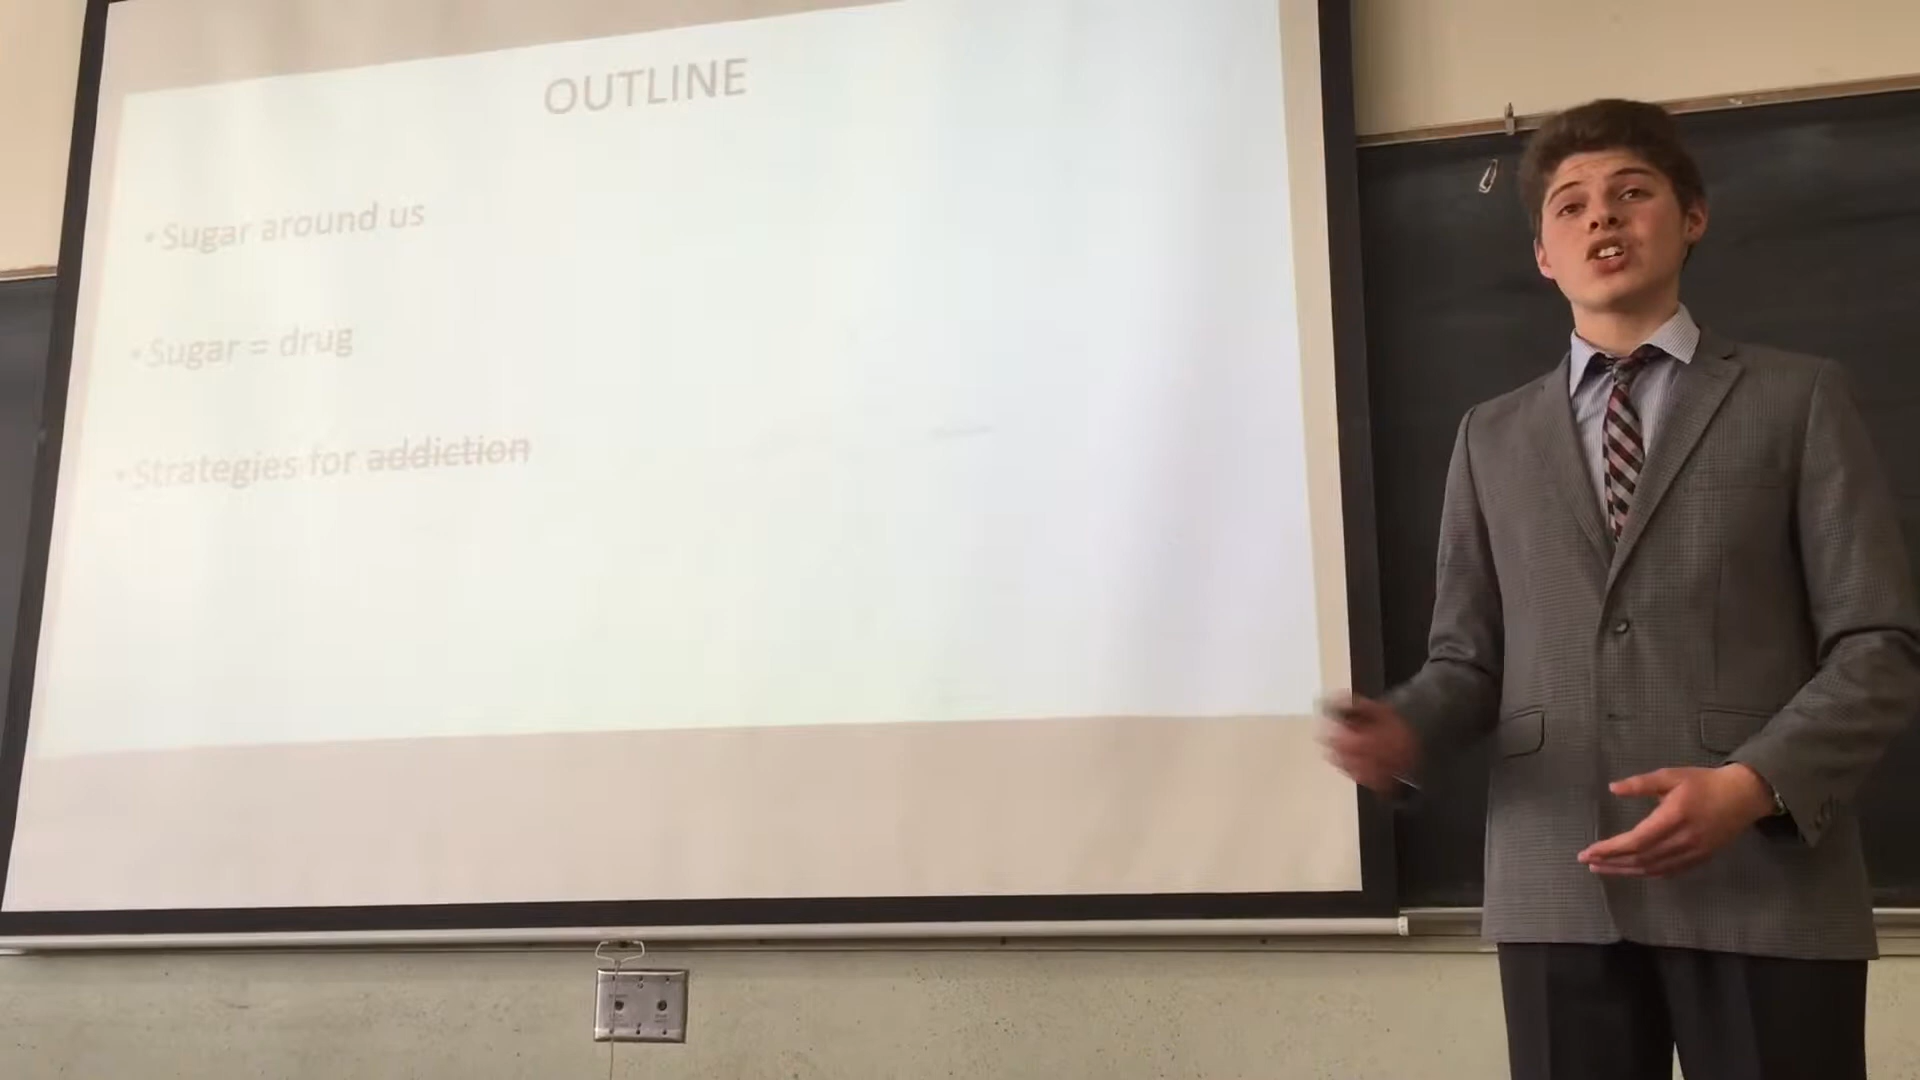 OUTLINE
• Sugar around us
• Sugar = drug
• Strategies for addiction